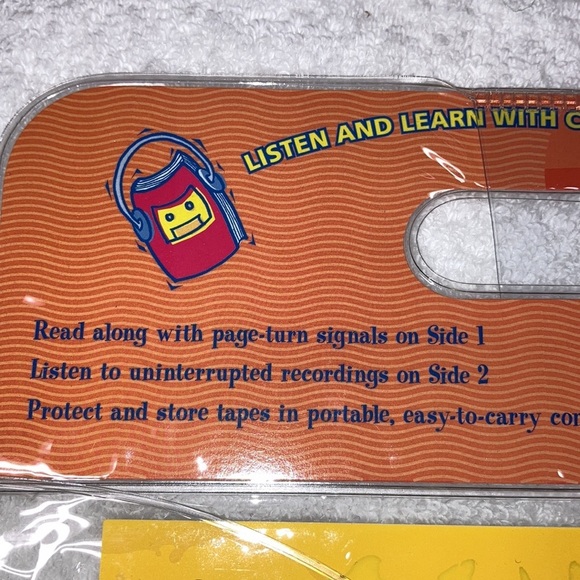 LISTEN AND LEARN WITH
Read along with page-turn signals on Side 1
Listen to uninterrupted recordings on Side 2
Protect and store tapes in portable, easy-to-carry